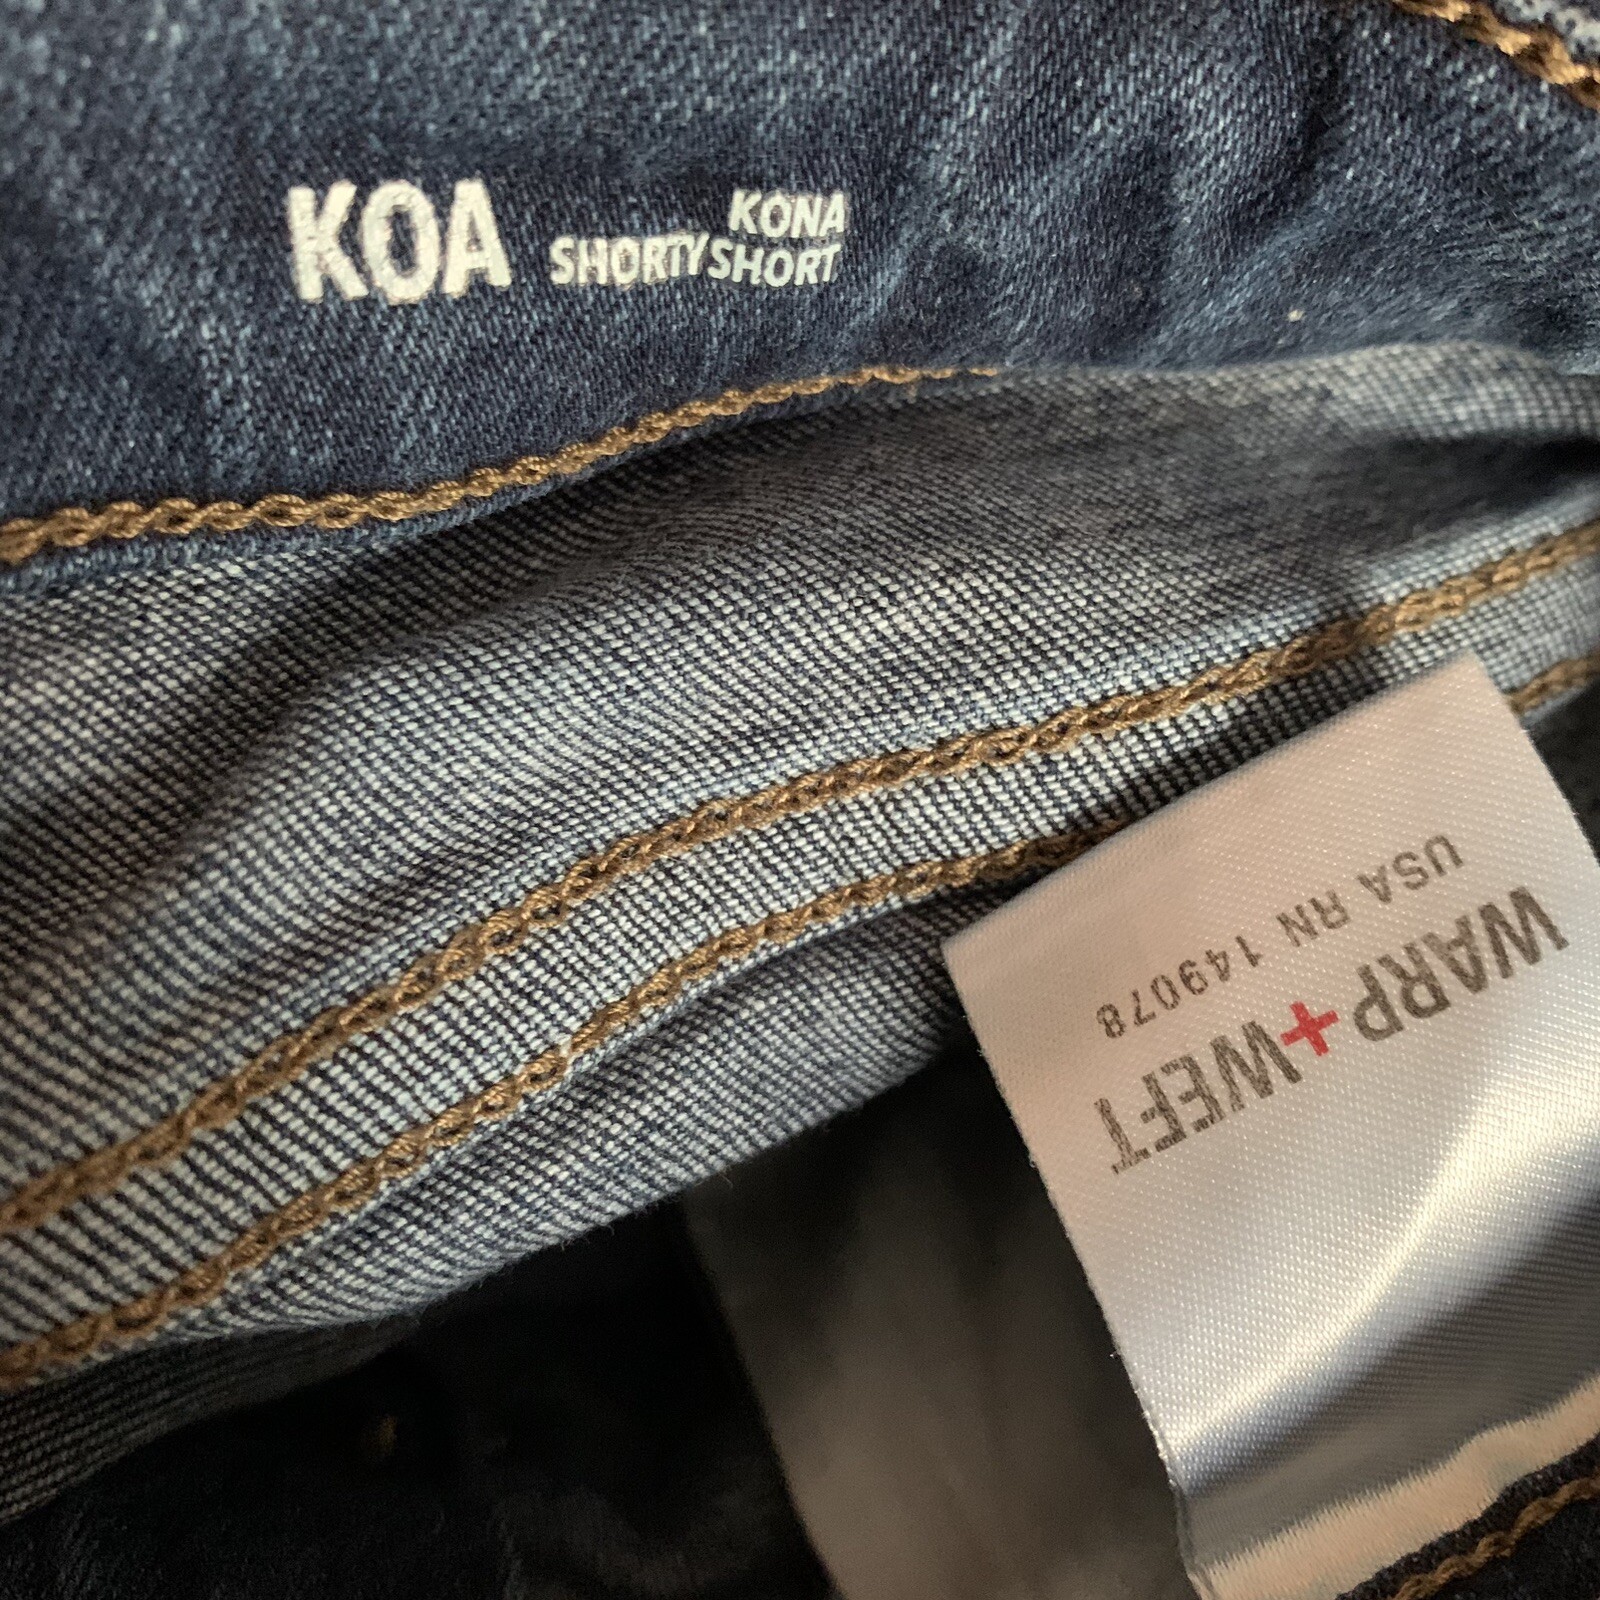 KOA
KONA
SHORTY SHORT
WARP+WEFT
USA RN 149078